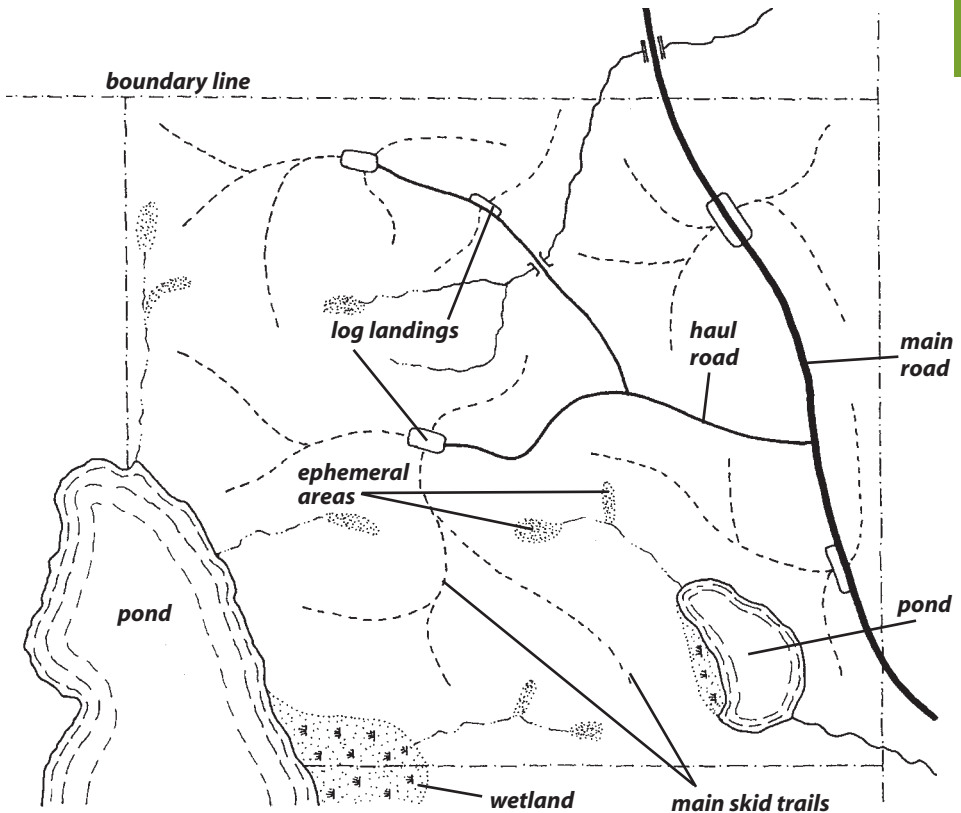 boundary line
log landings
haul
road
main
road
ephemeral
areas
pond
pond
wetland
main skid trails